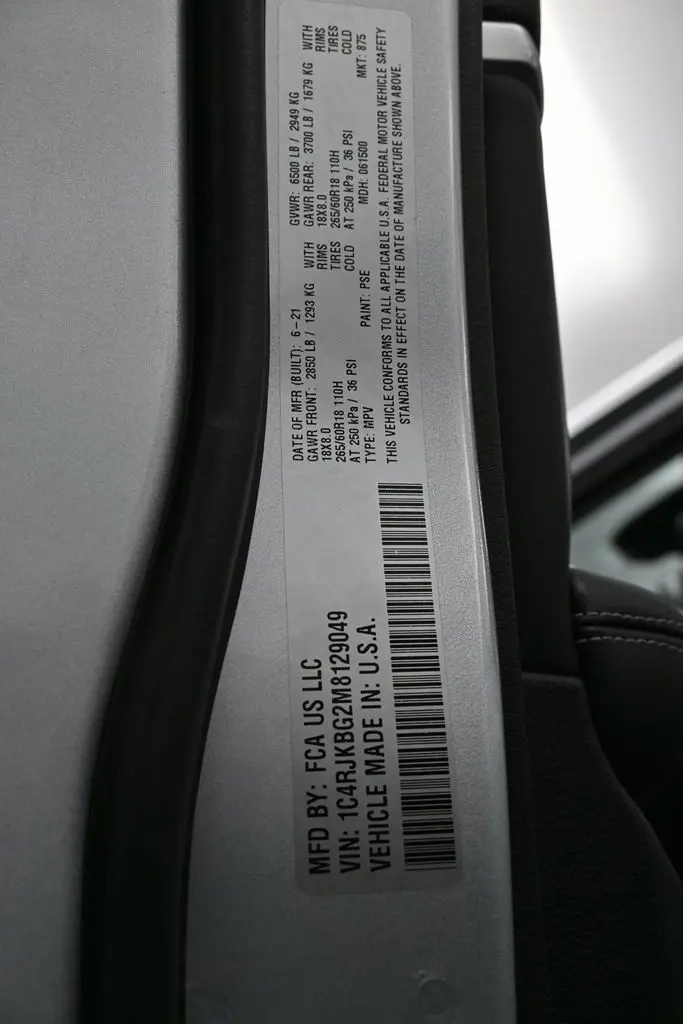 MFD BY: FCA US LLC
VIN: 1C4RJKBG2M8129049
VEHICLE MADE IN: U.S.A.
DATE OF MFR (BUILT): 6-21 GVWR: 6500 LB / 2949 KG
GAWR FRONT: 2850 LB / 1293 KG WITH GAWR REAR: 3700 LB / 1679 KG WITH
18X8.0 RIMS 18X8.0 RIMS
265/60R18 110H TIRES 265/60R18 110H TIRES
AT 250 kPa / 36 PSI COLD AT 250 kPa / 36 PSI COLD
TYPE: MPV PAINT: PSE MDH: 061500 MKT: 875
THIS VEHICLE CONFORMS TO ALL APPLICABLE U.S.A. FEDERAL MOTOR VEHICLE SAFETY
STANDARDS IN EFFECT ON THE DATE OF MANUFACTURE SHOWN ABOVE.